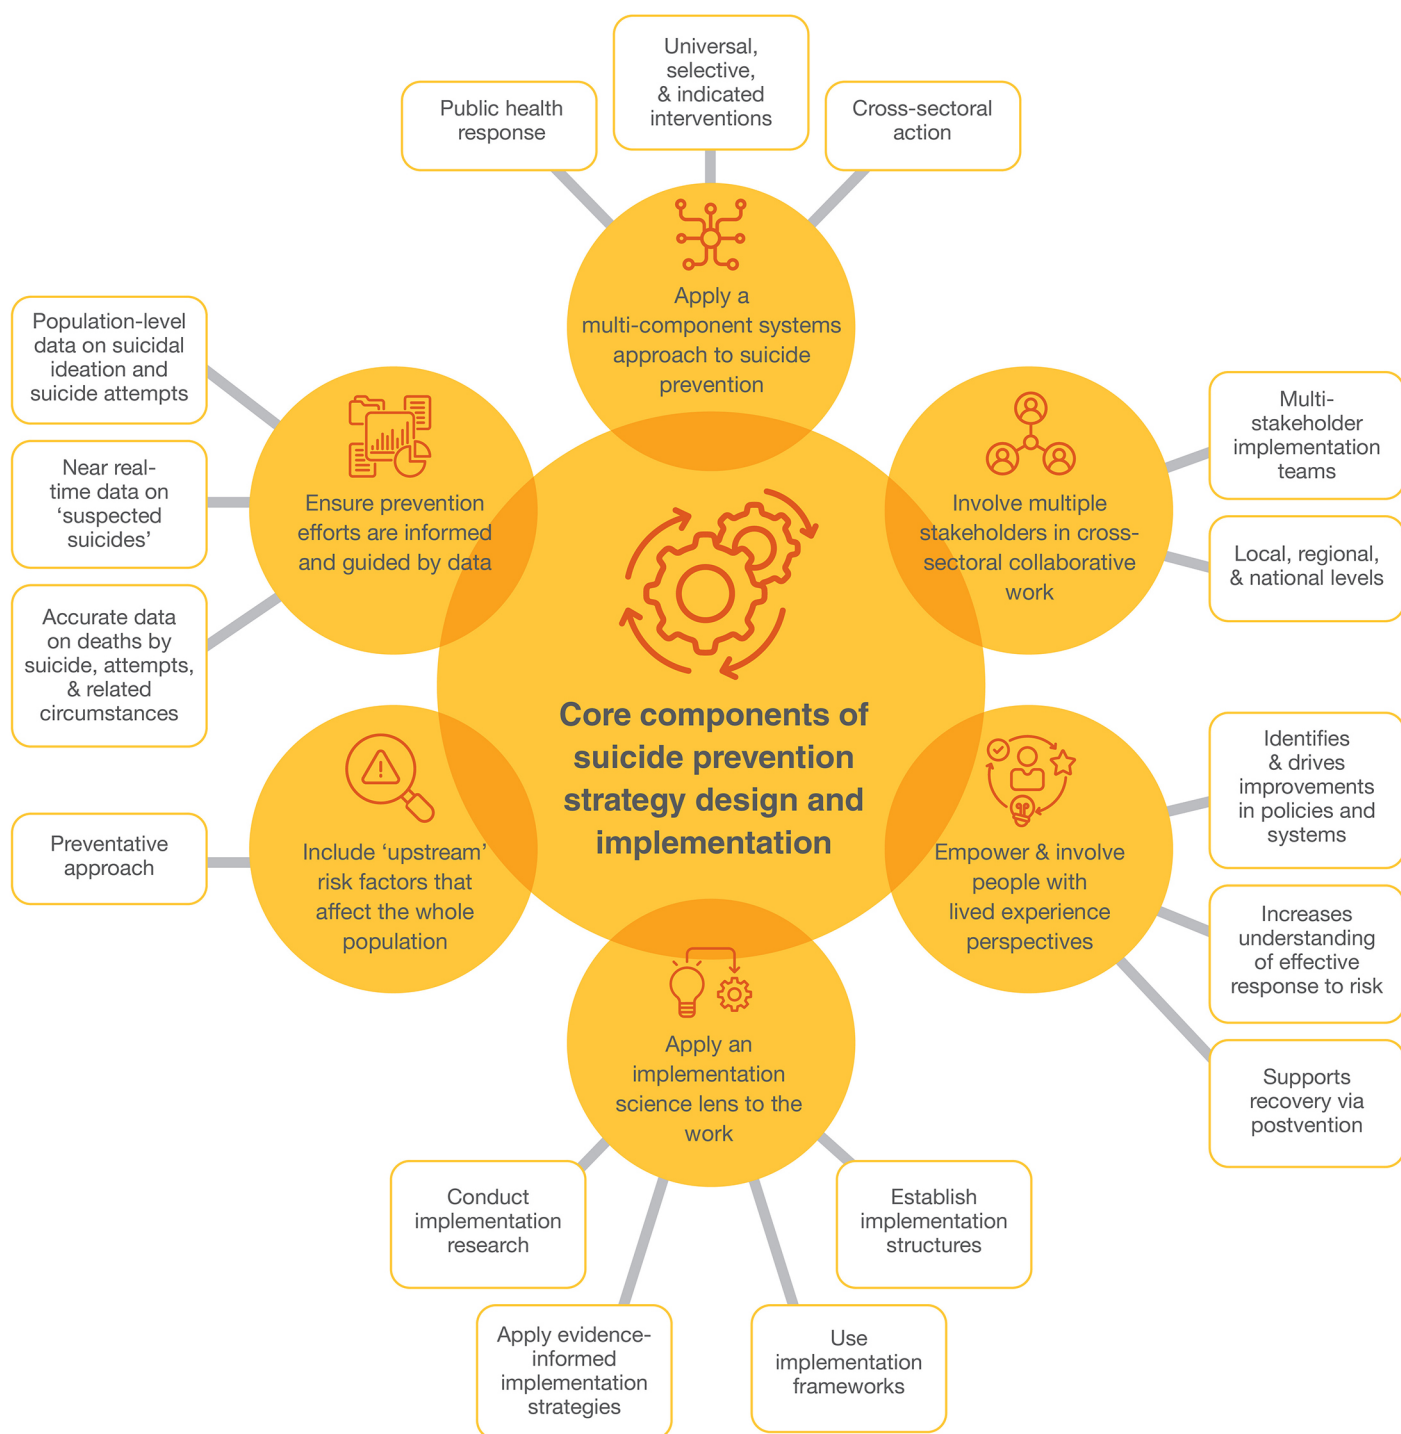 Universal,
selective,
& indicated
interventions
Public health
response
Cross-sectoral
action
Apply a
multi-component systems
approach to suicide
prevention
Population-level
data on suicidal
ideation and
suicide attempts
Near real-
time data on
‘suspected
suicides’
Accurate data
on deaths by
suicide, attempts,
& related
circumstances
Ensure prevention
efforts are informed
and guided by data
Involve multiple
stakeholders in cross-
sectoral collaborative
work
Multi-
stakeholder
implementation
teams
Local, regional,
& national levels
Core components of
suicide prevention
strategy design and
implementation
Preventative
approach
Include ‘upstream’
risk factors that
affect the whole
population
Empower & involve
people with
lived experience
perspectives
Identifies
& drives
improvements
in policies and
systems
Increases
understanding
of effective
response to risk
Supports
recovery via
postvention
Apply an
implementation
science lens to the
work
Conduct
implementation
research
Apply evidence-
informed
implementation
strategies
Use
implementation
frameworks
Establish
implementation
structures